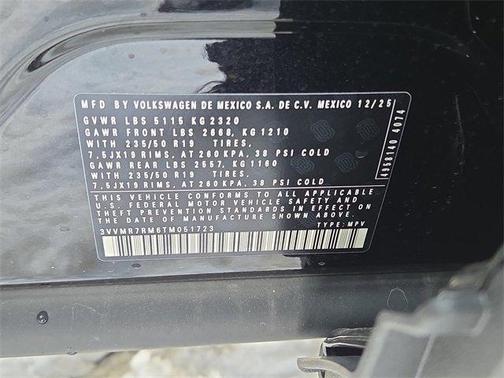 MFD BY VOLKSWAGEN DE MEXICO S.A. DE C.V. MEXICO 12/25
GVWR LBS 5115 KG 2320
GAWR FRONT LBS 2668, KG 1210
WITH 235/50 R19 TIRES,
7,5JX19 RIMS, AT 260 KPA, 38 PSI COLD
GAWR REAR LBS 2557, KG 1160
WITH 235/50 R19 TIRES,
7,5JX19 RIMS, AT 260 KPA, 38 PSI COLD
THIS VEHICLE CONFORMS TO ALL APPLICABLE
U.S. FEDERAL MOTOR VEHICLE SAFETY
STANDARDS IN EFFECT ON THE DATE
OF MANUFACTURE SHOWN ABOVE.
3VVMR7RM6TM051723
TYPE: MPV
4958140 4074